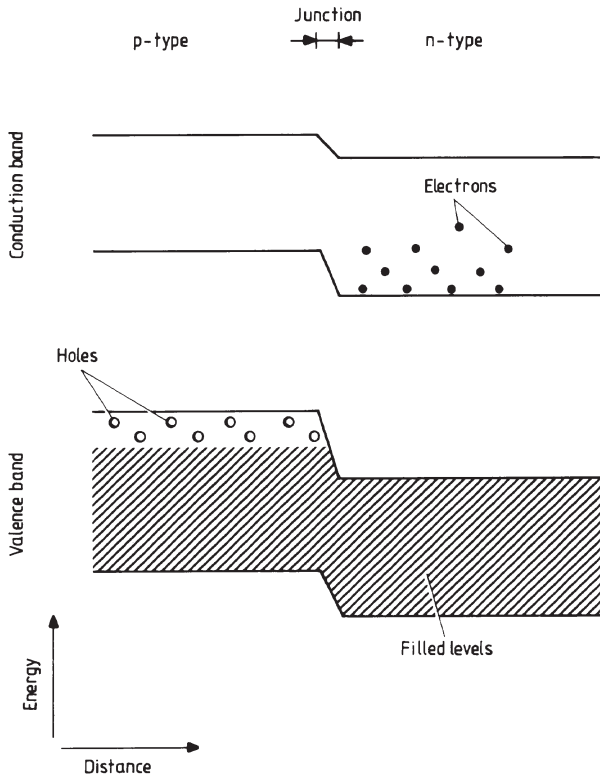 Junction
p-type
n-type
Conduction band
Electrons
Holes
Valence band
Filled levels
Energy
Distance